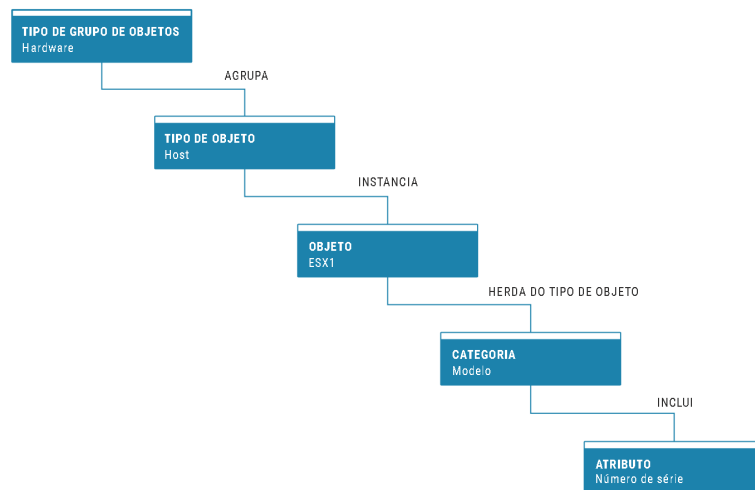 TIPO DE GRUPO DE OBJETOS
Hardware
AGRUPA
TIPO DE OBJETO
Host
INSTANCIA
OBJETO
ESX1
HERDA DO TIPO DE OBJETO
CATEGORIA
Modelo
INCLUI
ATRIBUTO
Número de série